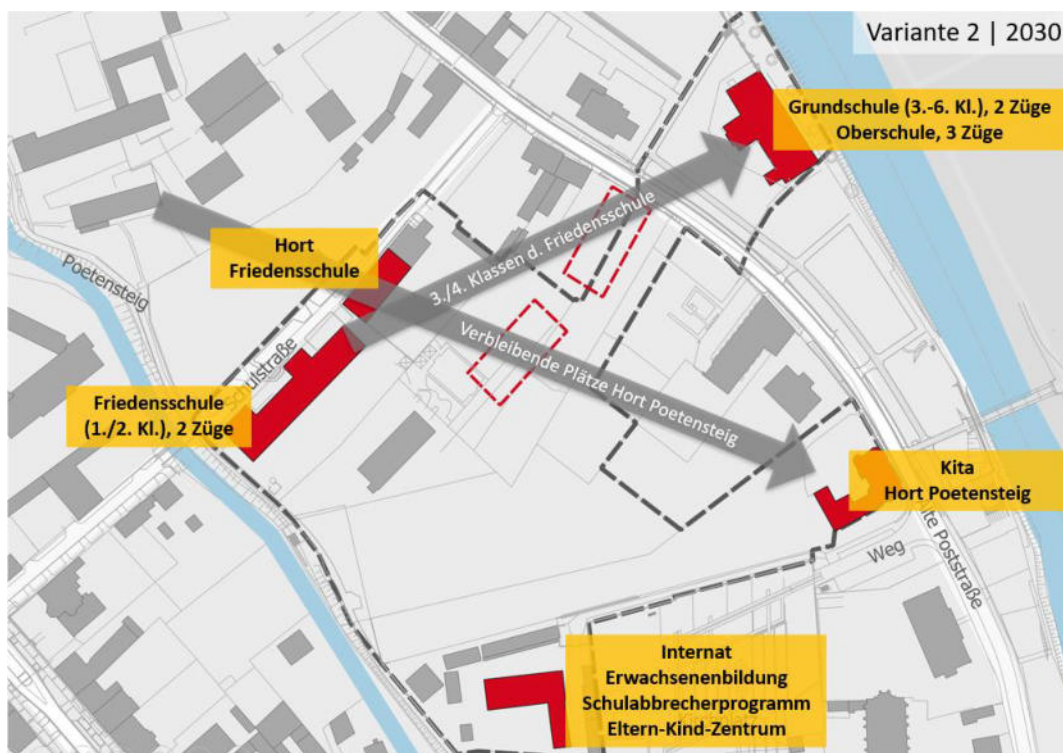 Variante 2 | 2030
Grundschule (3.-6. Kl.), 2 Züge
Oberschule, 3 Züge
3./4. Klassen d. Friedensschule
Hort
Friedensschule
Poetensteig
Verbleibende Plätze Hort Poetensteig
Schulstraße
Friedensschule
(1./2. Kl.), 2 Züge
Kita
Hort Poetensteig
Alte Poststraße
Weg
Internat
Erwachsenenbildung
Schulabbrecherprogramm
Eltern-Kind-Zentrum